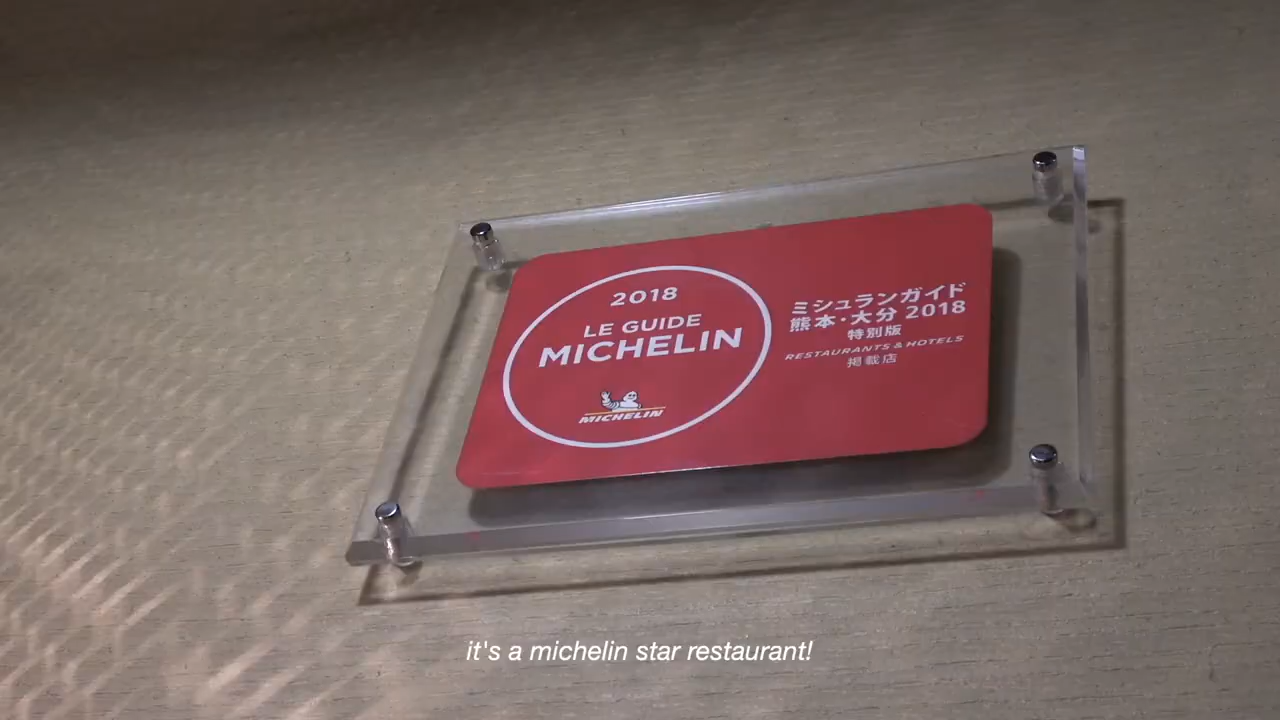 2018
LE GUIDE
MICHELIN
MICHELIN
ミシュランガイド
熊本・大分 2018
特別版
RESTAURANTS & HOTELS
掲載店
it's a michelin star restaurant!